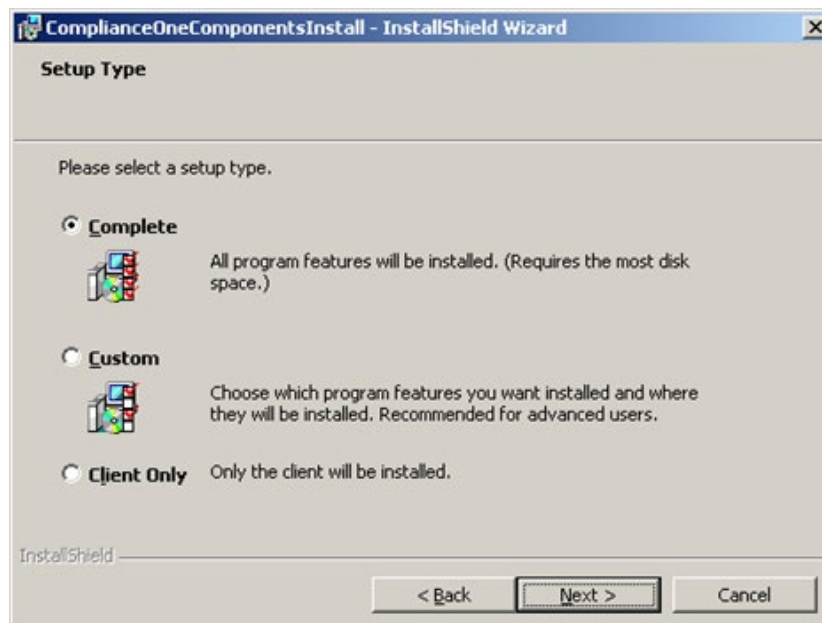 ComplianceOneComponentsInstall - InstallShield Wizard
Setup Type
Please select a setup type.
Complete
All program features will be installed. (Requires the most disk
space.)
Custom
Choose which program features you want installed and where
they will be installed. Recommended for advanced users.
Client Only Only the client will be installed.
InstallShield
< Back Next > Cancel